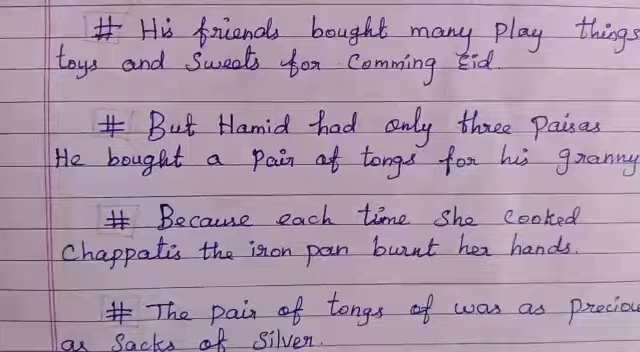 # His friends bought many play things
toys and Sweets for Comming Eid.
# But Hamid had only three paisas
He bought a pair of tongs for his granny
# Because each time she cooked
Chappatis the iron pan burnt her hands.
# The pair of tongs of was as preciou
as Sacks of Silver.